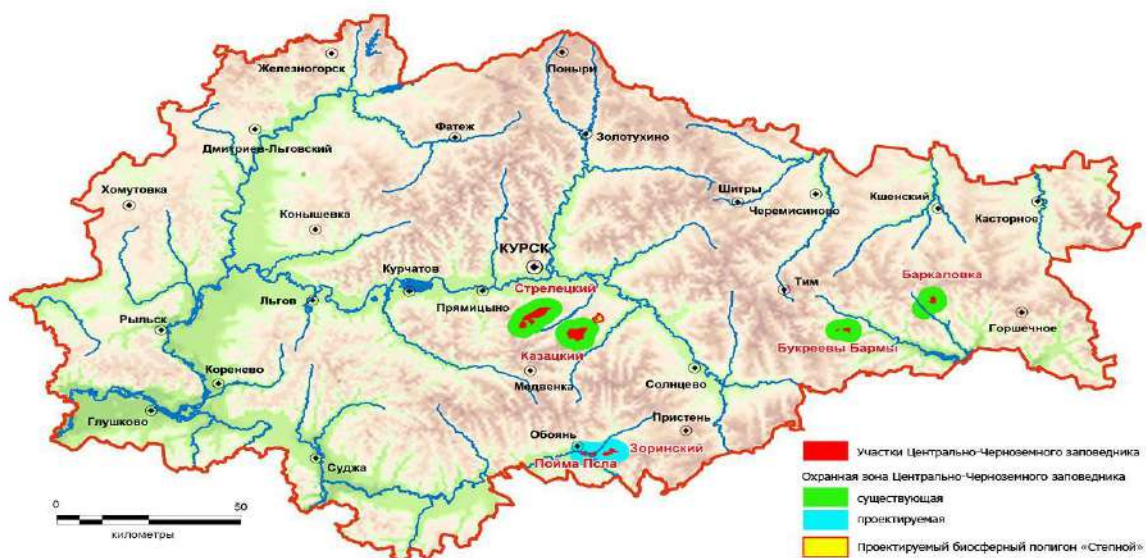 Железногорск
Поныри
Фатеж
Золотухино
Дмитриев-Льговский
Хомутовка
Шигры
Черемисиново
Кшенский
Касторное
Конышевка
КУРСК
Курчатов
Стрелецкий
Баркаловка
Тим
Льгов
Прямицыно
Рыльск
Горшечное
Казацкий
Букреевы Бармы
Медвенка
Солнцево
Коренево
Глушково
Пристень
Обоянь
Зоринский
Пойма Псла
Суджа
0 50
километры
Участки Центрально-Черноземного заповедника
Охранная зона Центрально-Черноземного заповедника
существующая
проектируемая
Проектируемый биосферный полигон «Степной»